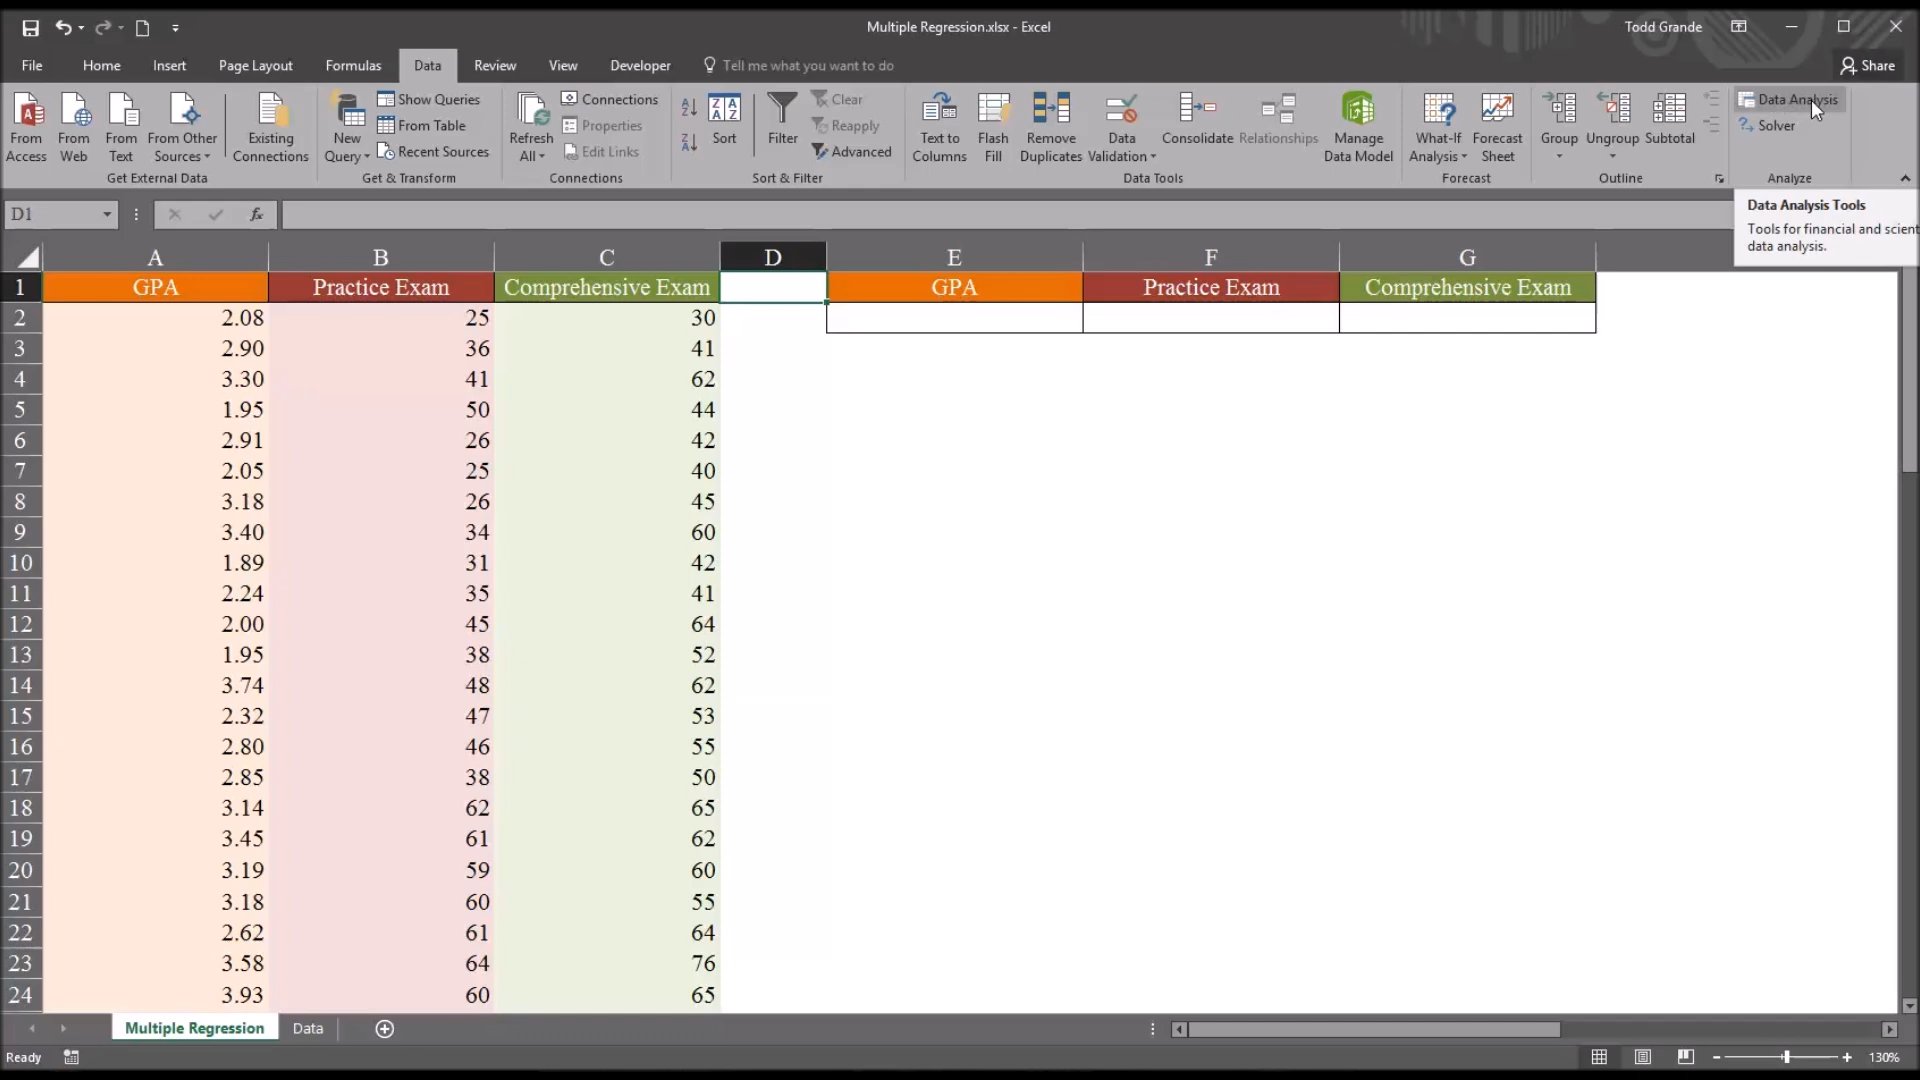 Multiple Regression.xlsx - Excel
Todd Grande
File Home Insert Page Layout Formulas Data Review View Developer Tell me what you want to do Share
From Access
From Web
From Text
From Other Sources
Existing Connections
Get External Data
New Query
Show Queries
From Table
Recent Sources
Get & Transform
Refresh All
Connections
Properties
Edit Links
Connections
Sort
Filter
Clear
Reapply
Advanced
Sort & Filter
Text to Columns
Flash Fill
Remove Duplicates
Data Validation
Consolidate
Relationships
Manage Data Model
Data Tools
What-If Analysis
Forecast Sheet
Forecast
Group
Ungroup
Subtotal
Outline
Data Analysis
Solver
Analyze
Data Analysis Tools
Tools for financial and scient
data analysis.
D1 fx
A B C D E F G
1 GPA Practice Exam Comprehensive Exam GPA Practice Exam Comprehensive Exam
2 2.08 25 30
3 2.90 36 41
4 3.30 41 62
5 1.95 50 44
6 2.91 26 42
7 2.05 25 40
8 3.18 26 45
9 3.40 34 60
10 1.89 31 42
11 2.24 35 41
12 2.00 45 64
13 1.95 38 52
14 3.74 48 62
15 2.32 47 53
16 2.80 46 55
17 2.85 38 50
18 3.14 62 65
19 3.45 61 62
20 3.19 59 60
21 3.18 60 55
22 2.62 61 64
23 3.58 64 76
24 3.93 60 65
Multiple Regression Data
Ready 130%